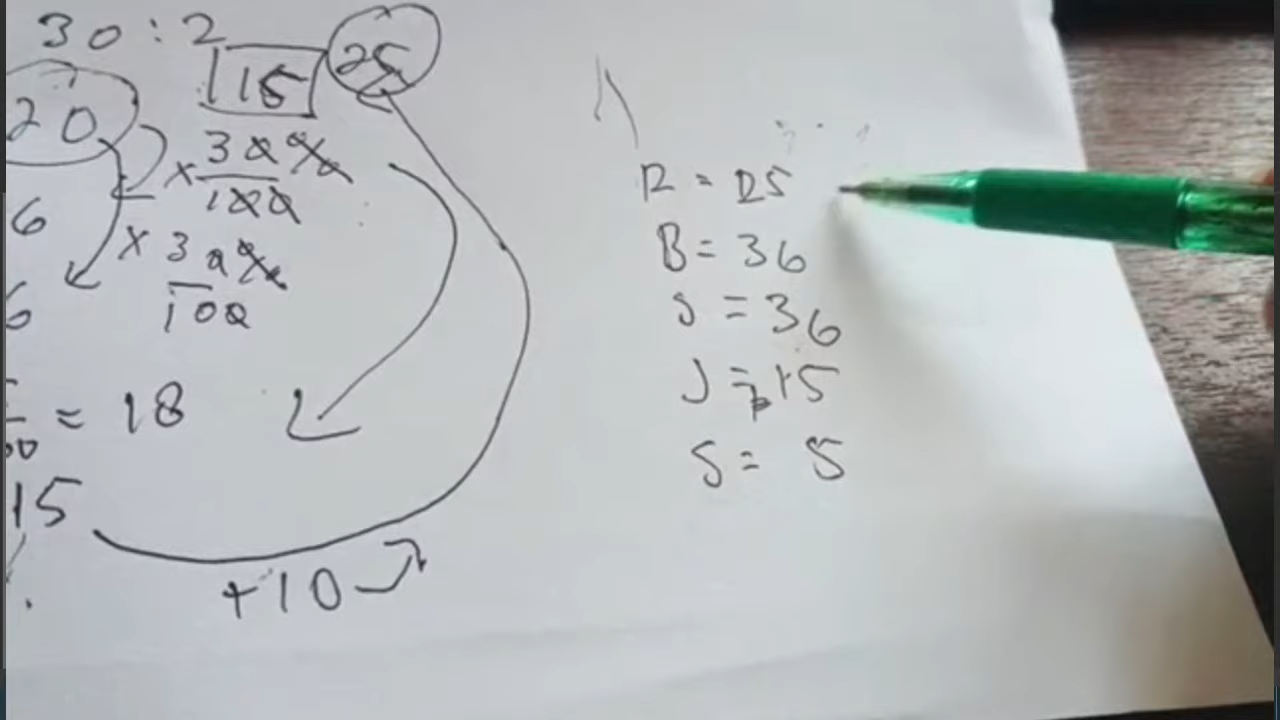 30 : 2
15 25
20
× 30%
100
6
× 30%
100
6
00 = 18
15
+10
R = 25
B = 36
S = 36
J = 15
S = 5